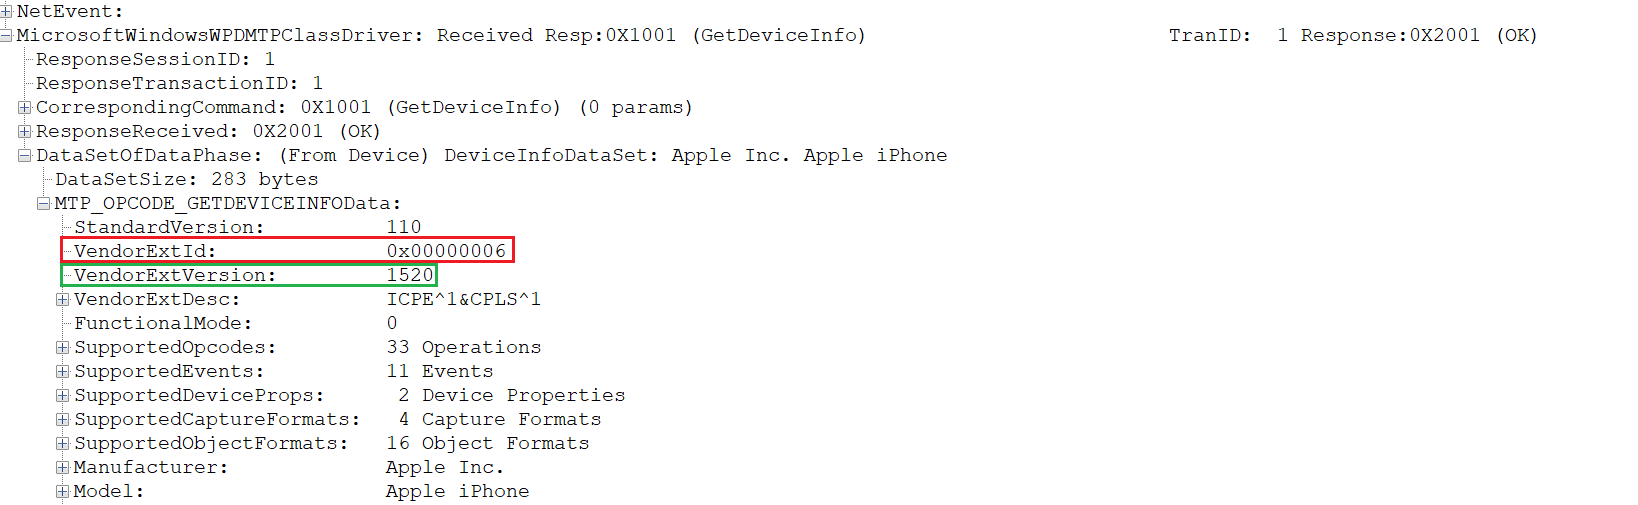 NetEvent:
MicrosoftWindowsWPDMTPClassDriver: Received Resp:0X1001 (GetDeviceInfo) TranID: 1 Response:0X2001 (OK)
ResponseSessionID: 1
ResponseTransactionID: 1
CorrespondingCommand: 0X1001 (GetDeviceInfo) (0 params)
ResponseReceived: 0X2001 (OK)
DataSetOfDataPhase: (From Device) DeviceInfoDataSet: Apple Inc. Apple iPhone
DataSetSize: 283 bytes
MTP_OPCODE_GETDEVICEINFOData:
StandardVersion: 110
VendorExtId: 0x00000006
VendorExtVersion: 1520
VendorExtDesc: ICPE^1&CPLS^1
FunctionalMode: 0
SupportedOpcodes: 33 Operations
SupportedEvents: 11 Events
SupportedDeviceProps: 2 Device Properties
SupportedCaptureFormats: 4 Capture Formats
SupportedObjectFormats: 16 Object Formats
Manufacturer: Apple Inc.
Model: Apple iPhone